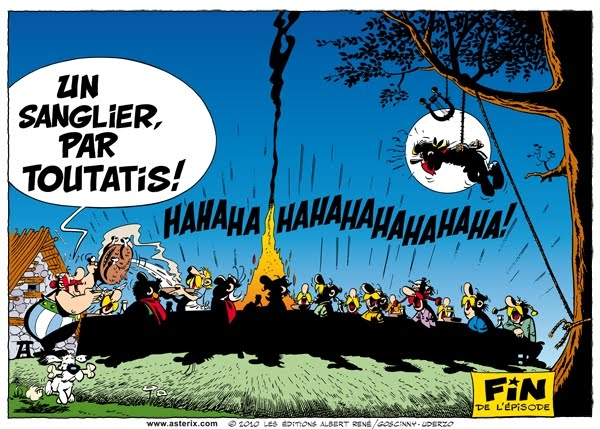 UN
SANGLIER,
PAR
TOUTATIS!
HAHAHA HAHAHAHAHAHAHA!
FIN
DE L'ÉPISODE
www.asterix.com © 2010 LES ÉDITIONS ALBERT RENÉ/GOSCINNY-UDERZO